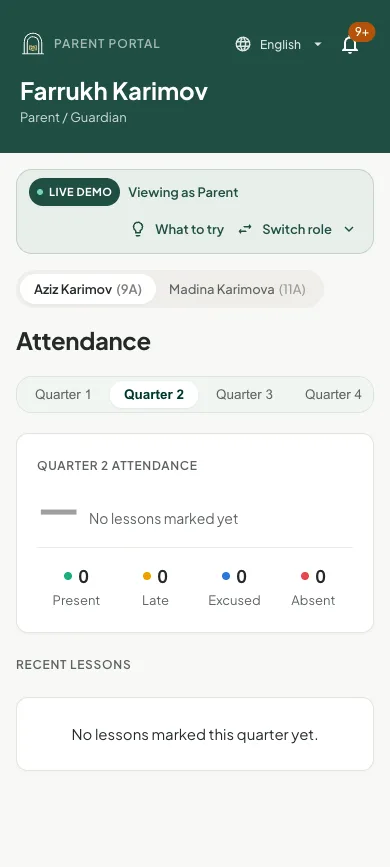 PARENT PORTAL
English
9+
Farrukh Karimov
Parent / Guardian
LIVE DEMO
Viewing as Parent
What to try
Switch role
Aziz Karimov (9A)
Madina Karimova (11A)
Attendance
Quarter 1
Quarter 2
Quarter 3
Quarter 4
QUARTER 2 ATTENDANCE
— No lessons marked yet
0
0
0
0
Present
Late
Excused
Absent
RECENT LESSONS
No lessons marked this quarter yet.